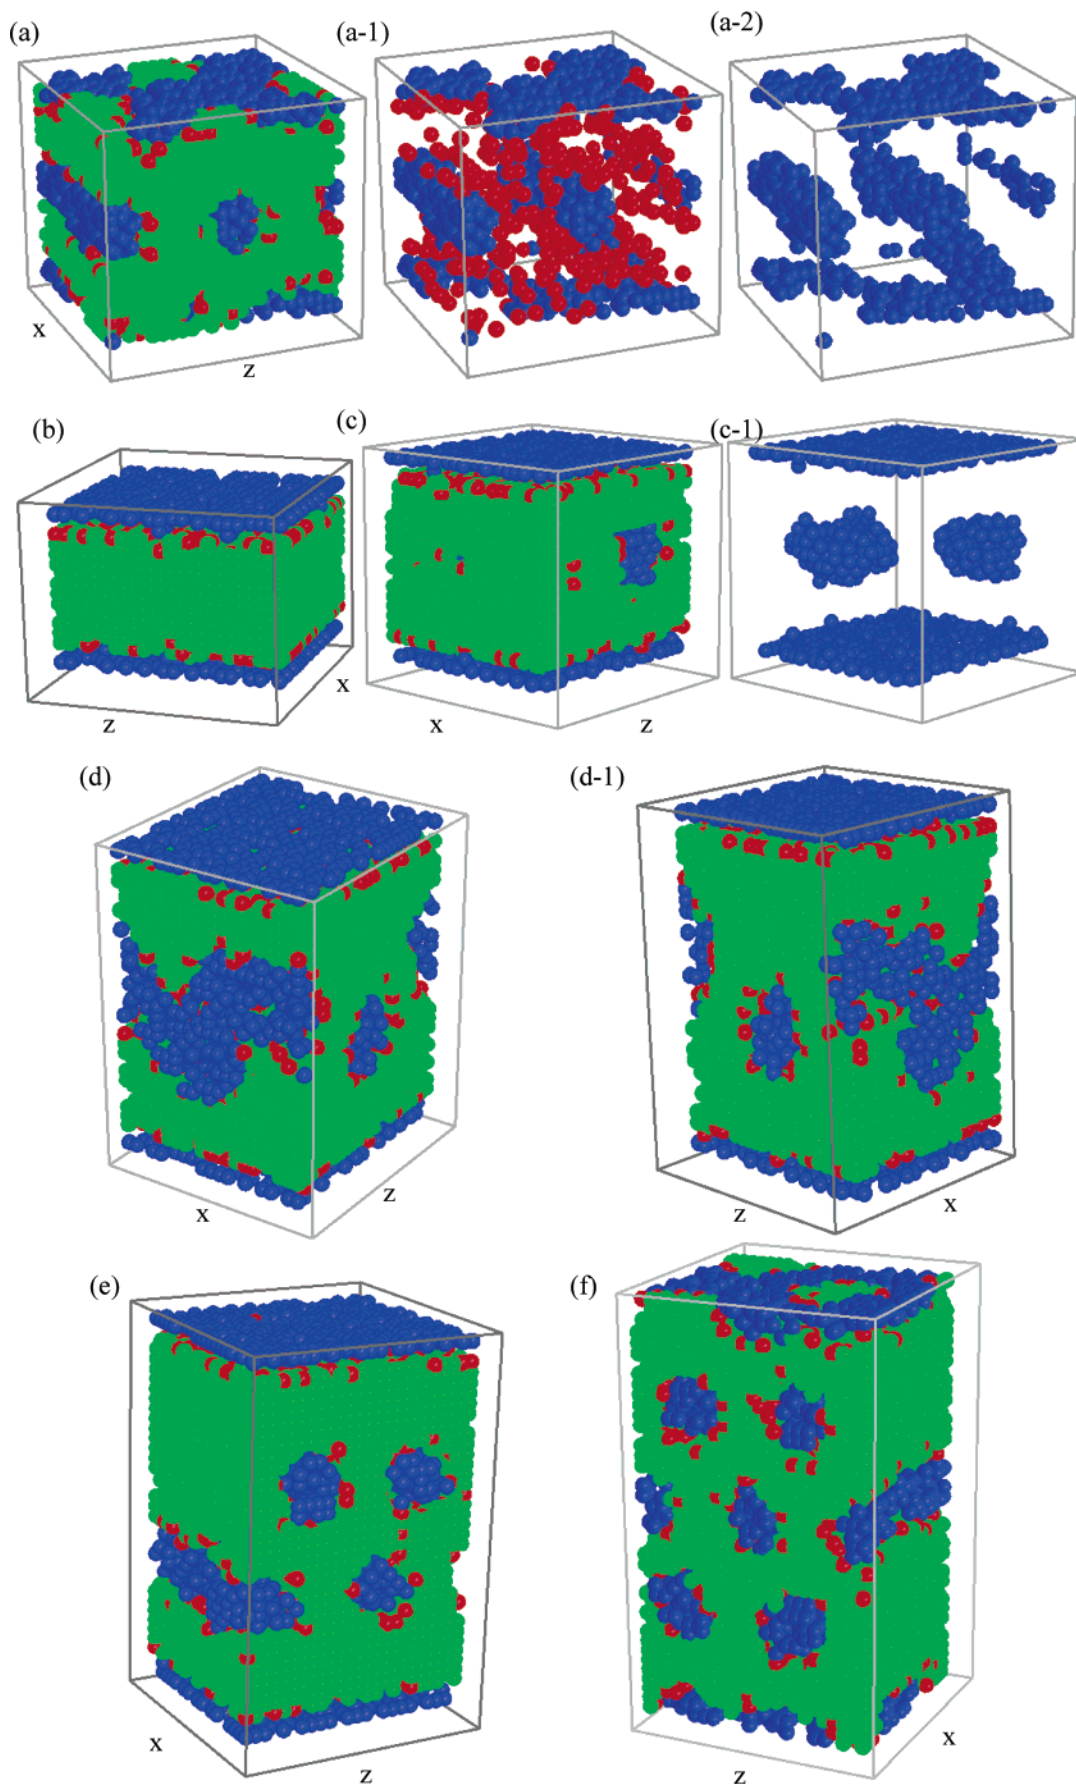 (a) (a-1) (a-2)
x
z
(b) (c) (c-1)
x
z x z
(d) (d-1)
x z z x
(e) (f)
x z z x